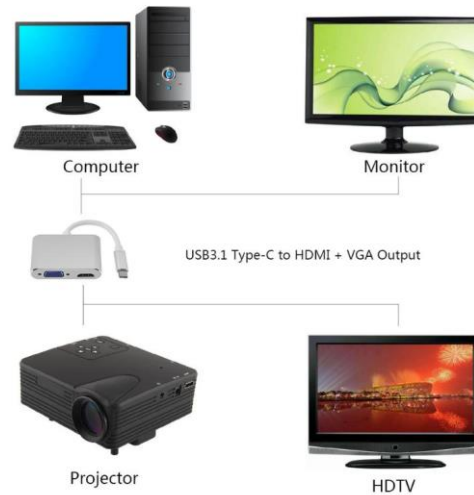 Computer
Monitor
USB3.1 Type-C to HDMI + VGA Output
Projector
HDTV